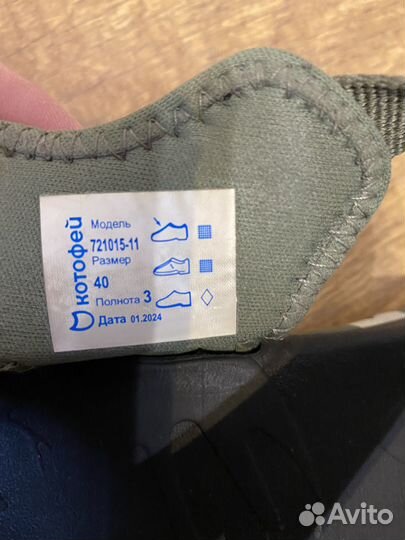 котофей
Модель
721015-11
Размер
40
Полнота 3
Дата 01.2024
Avito